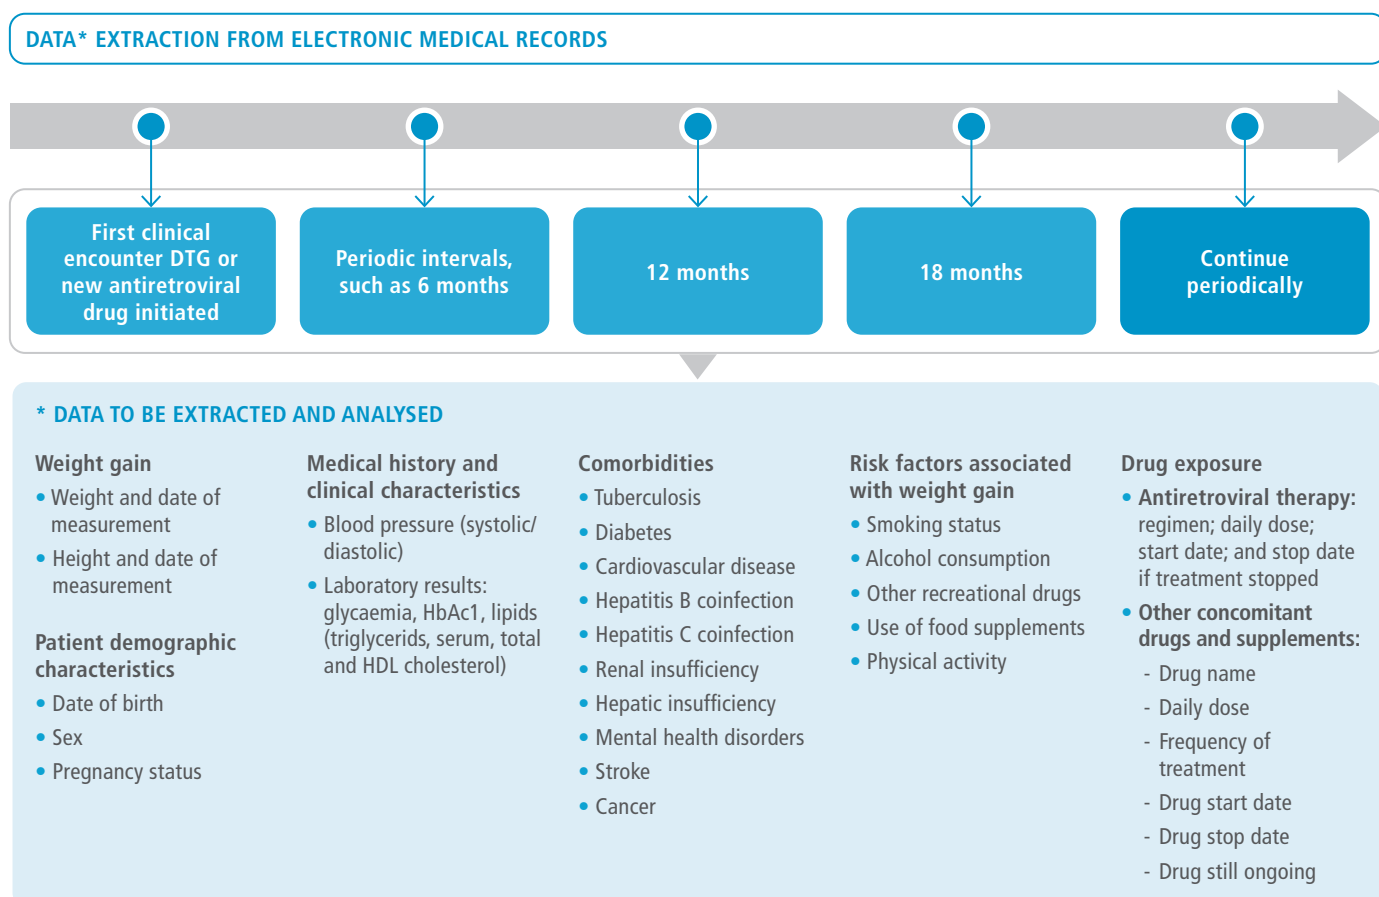 DATA* EXTRACTION FROM ELECTRONIC MEDICAL RECORDS
First clinical
encounter DTG or
new antiretroviral
drug initiated
Periodic intervals,
such as 6 months
12 months
18 months
Continue
periodically
* DATA TO BE EXTRACTED AND ANALYSED
Weight gain
• Weight and date of
measurement
• Height and date of
measurement
Patient demographic
characteristics
• Date of birth
• Sex
• Pregnancy status
Medical history and
clinical characteristics
• Blood pressure (systolic/
diastolic)
• Laboratory results:
glycaemia, HbAc1, lipids
(triglycerids, serum, total
and HDL cholesterol)
Comorbidities
• Tuberculosis
• Diabetes
• Cardiovascular disease
• Hepatitis B coinfection
• Hepatitis C coinfection
• Renal insufficiency
• Hepatic insufficiency
• Mental health disorders
• Stroke
• Cancer
Risk factors associated
with weight gain
• Smoking status
• Alcohol consumption
• Other recreational drugs
• Use of food supplements
• Physical activity
Drug exposure
• Antiretroviral therapy:
regimen; daily dose;
start date; and stop date
if treatment stopped
• Other concomitant
drugs and supplements:
- Drug name
- Daily dose
- Frequency of
treatment
- Drug start date
- Drug stop date
- Drug still ongoing